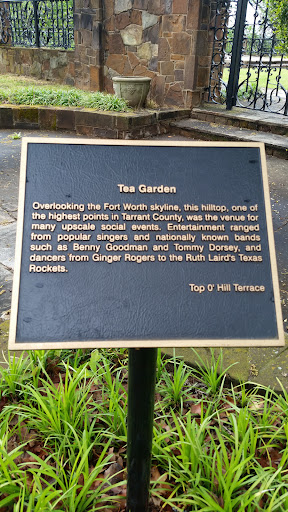 Tea Garden
Overlooking the Fort Worth skyline, this hilltop, one of
the highest points in Tarrant County, was the venue for
many upscale social events. Entertainment ranged
from popular singers and nationally known bands
such as Benny Goodman and Tommy Dorsey, and
dancers from Ginger Rogers to the Ruth Laird's Texas
Rockets.
Top O' Hill Terrace